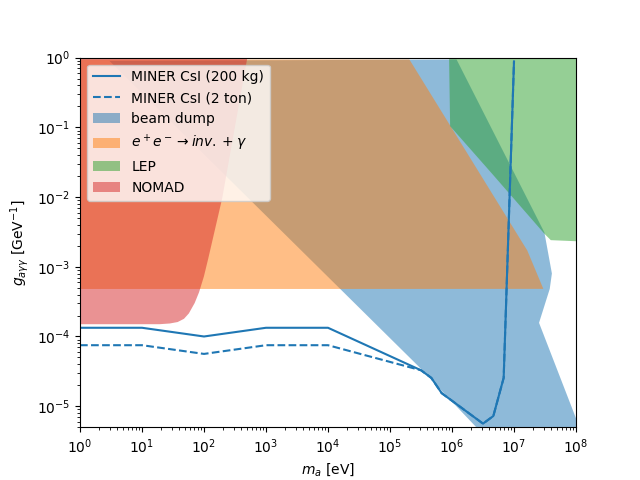 MINER CsI (200 kg)
MINER CsI (2 ton)
beam dump
e⁺e⁻ → inv. + γ
LEP
NOMAD
10⁰
10⁻¹
10⁻²
10⁻³
10⁻⁴
10⁻⁵
g_aγγ [GeV⁻¹]
10⁰ 10¹ 10² 10³ 10⁴ 10⁵ 10⁶ 10⁷ 10⁸
m_a [eV]